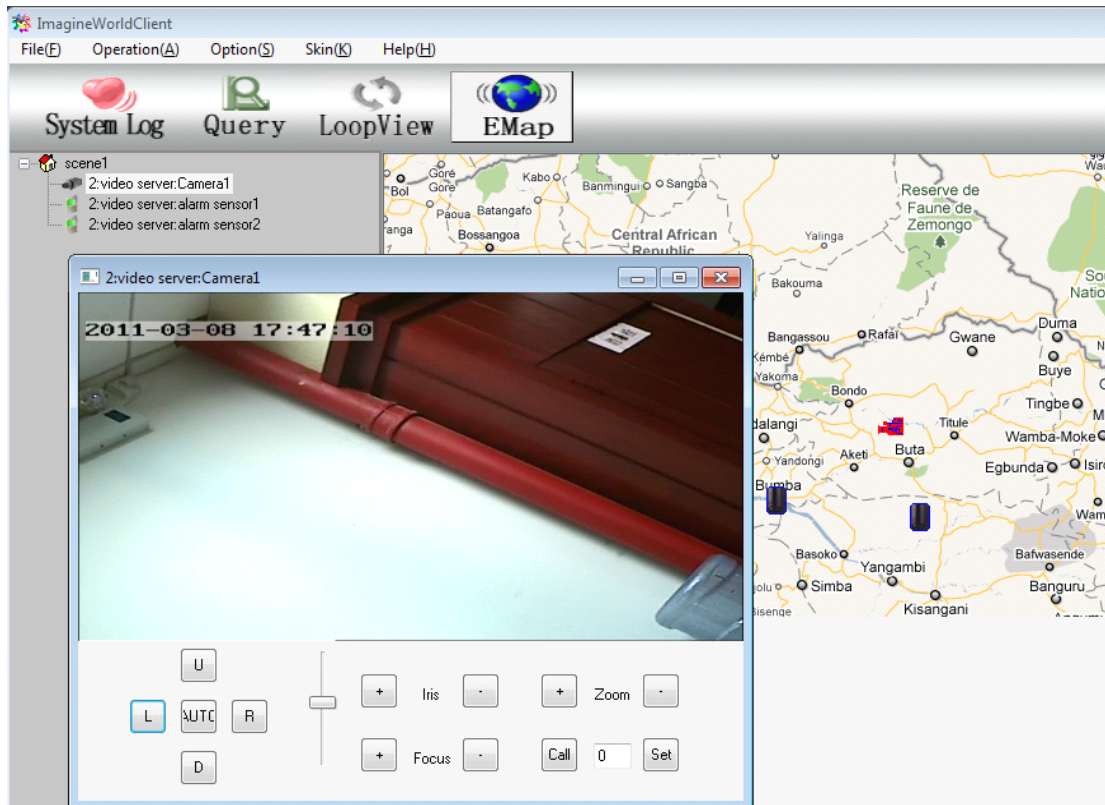 ImagineWorldClient
File(F) Operation(A) Option(S) Skin(K) Help(H)
System Log Query LoopView EMap
scene1
2:video server:Camera1
2:video server:alarm sensor1
2:video server:alarm sensor2
Bol
Goré
Gore
Kabo
Banmingui
Sangba
Paoua
Batangafo
Bossangoa
Central African
Republic
Reserve de
Faune de
Zemongo
Yalinga
Bakouma
2:video server:Camera1
2011-03-08 17:47:10
Bangassou
Rafaï
Gwane
Duma
Buye
Kémbé
Yakoma
Bondo
Tingbe
Titule
Wamba-Moke
Aketi
Buta
Yandongi
Egbunda
Bumba
Basoko
Yangambi
Bafwasende
Simba
Kisangani
Banguru
U
L AUTO R
D
+ Iris - + Zoom -
+ Focus - Call 0 Set